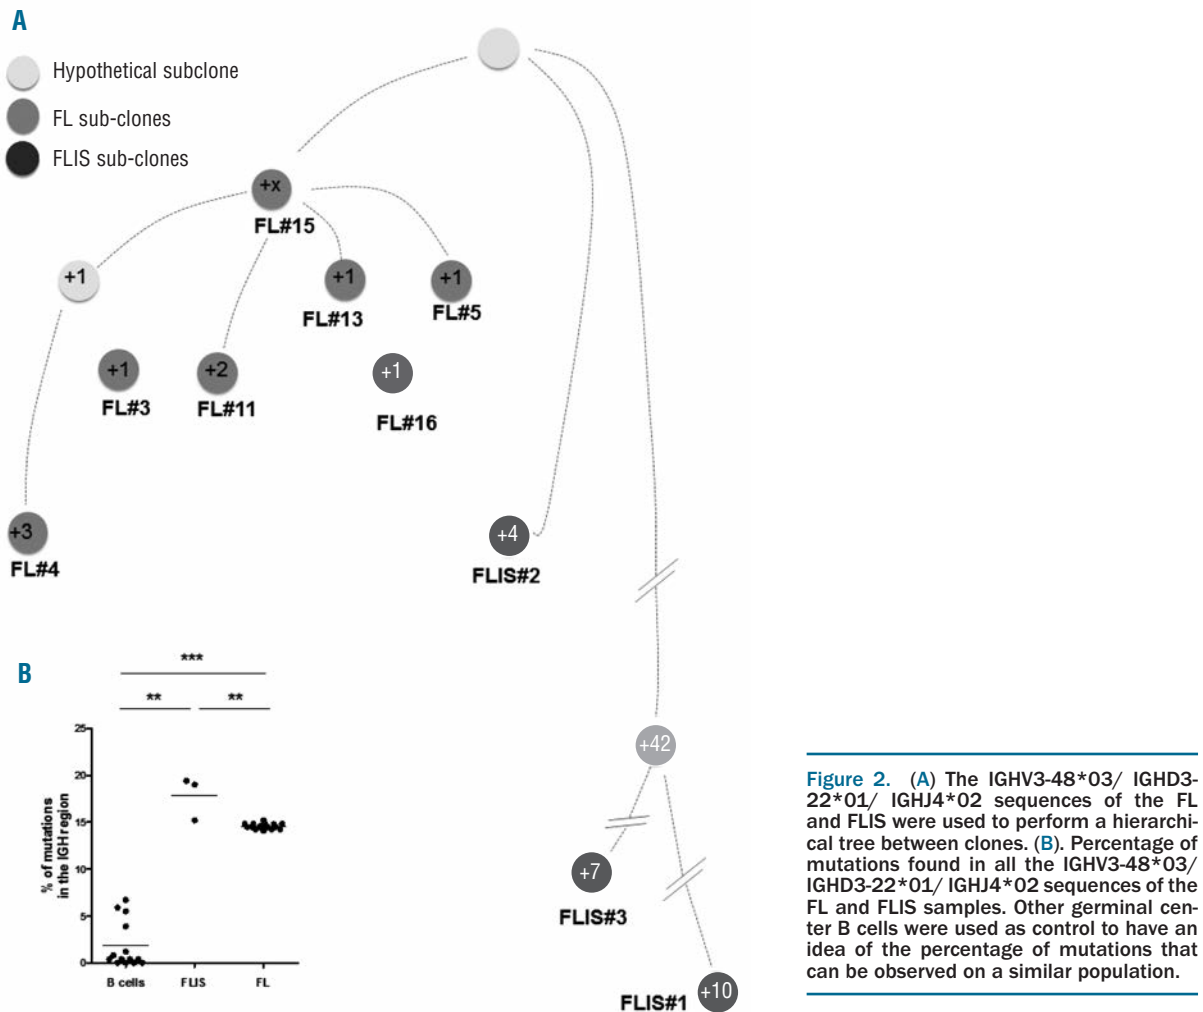 A
Hypothetical subclone
FL sub-clones
FLIS sub-clones
+x
FL#15
+1
+1
+1
FL#13
FL#5
+1
+2
+1
FL#3
FL#11
FL#16
+3
+4
FL#4
FLIS#2
B
***
**
**
% of mutations
in the IGH region
25
20
15
10
5
0
B cells
FLIS
FL
+42
+7
FLIS#3
+10
FLIS#1
Figure 2. (A) The IGHV3-48*03/ IGHD3-
22*01/ IGHJ4*02 sequences of the FL
and FLIS were used to perform a hierarchi-
cal tree between clones. (B). Percentage of
mutations found in all the IGHV3-48*03/
IGHD3-22*01/ IGHJ4*02 sequences of the
FL and FLIS samples. Other germinal cen-
ter B cells were used as control to have an
idea of the percentage of mutations that
can be observed on a similar population.